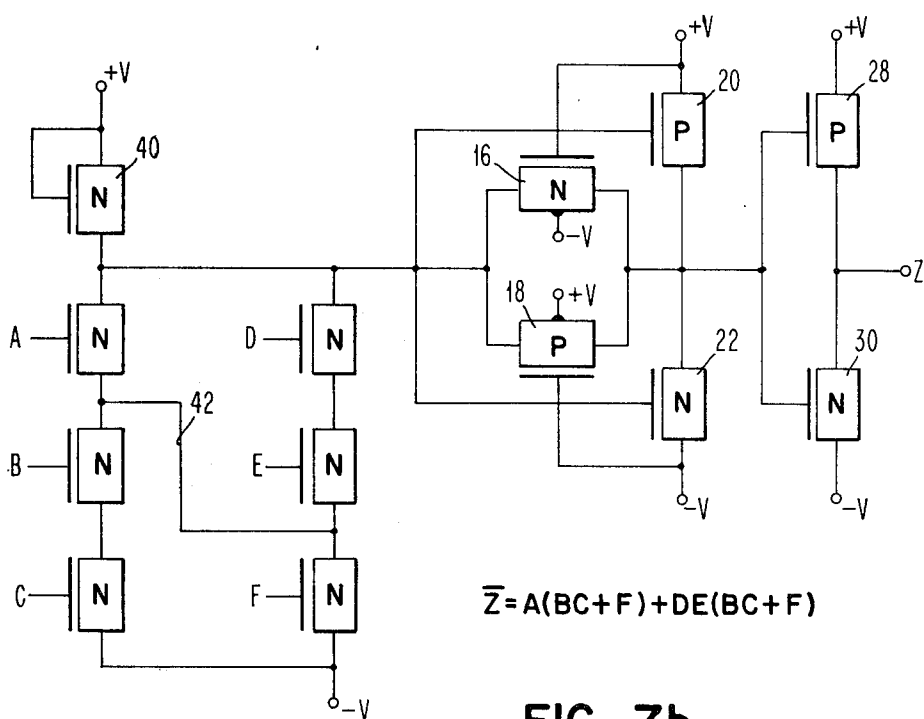 +V
+V
+V
20
28
P
P
40
N
16
N
-V
+V
18
P
Z
A
N
D
N
22
N
30
N
42
B
N
E
N
-V
-V
C
N
F
N
Z̅=A(BC+F)+DE(BC+F)
-V
FIG. 7b